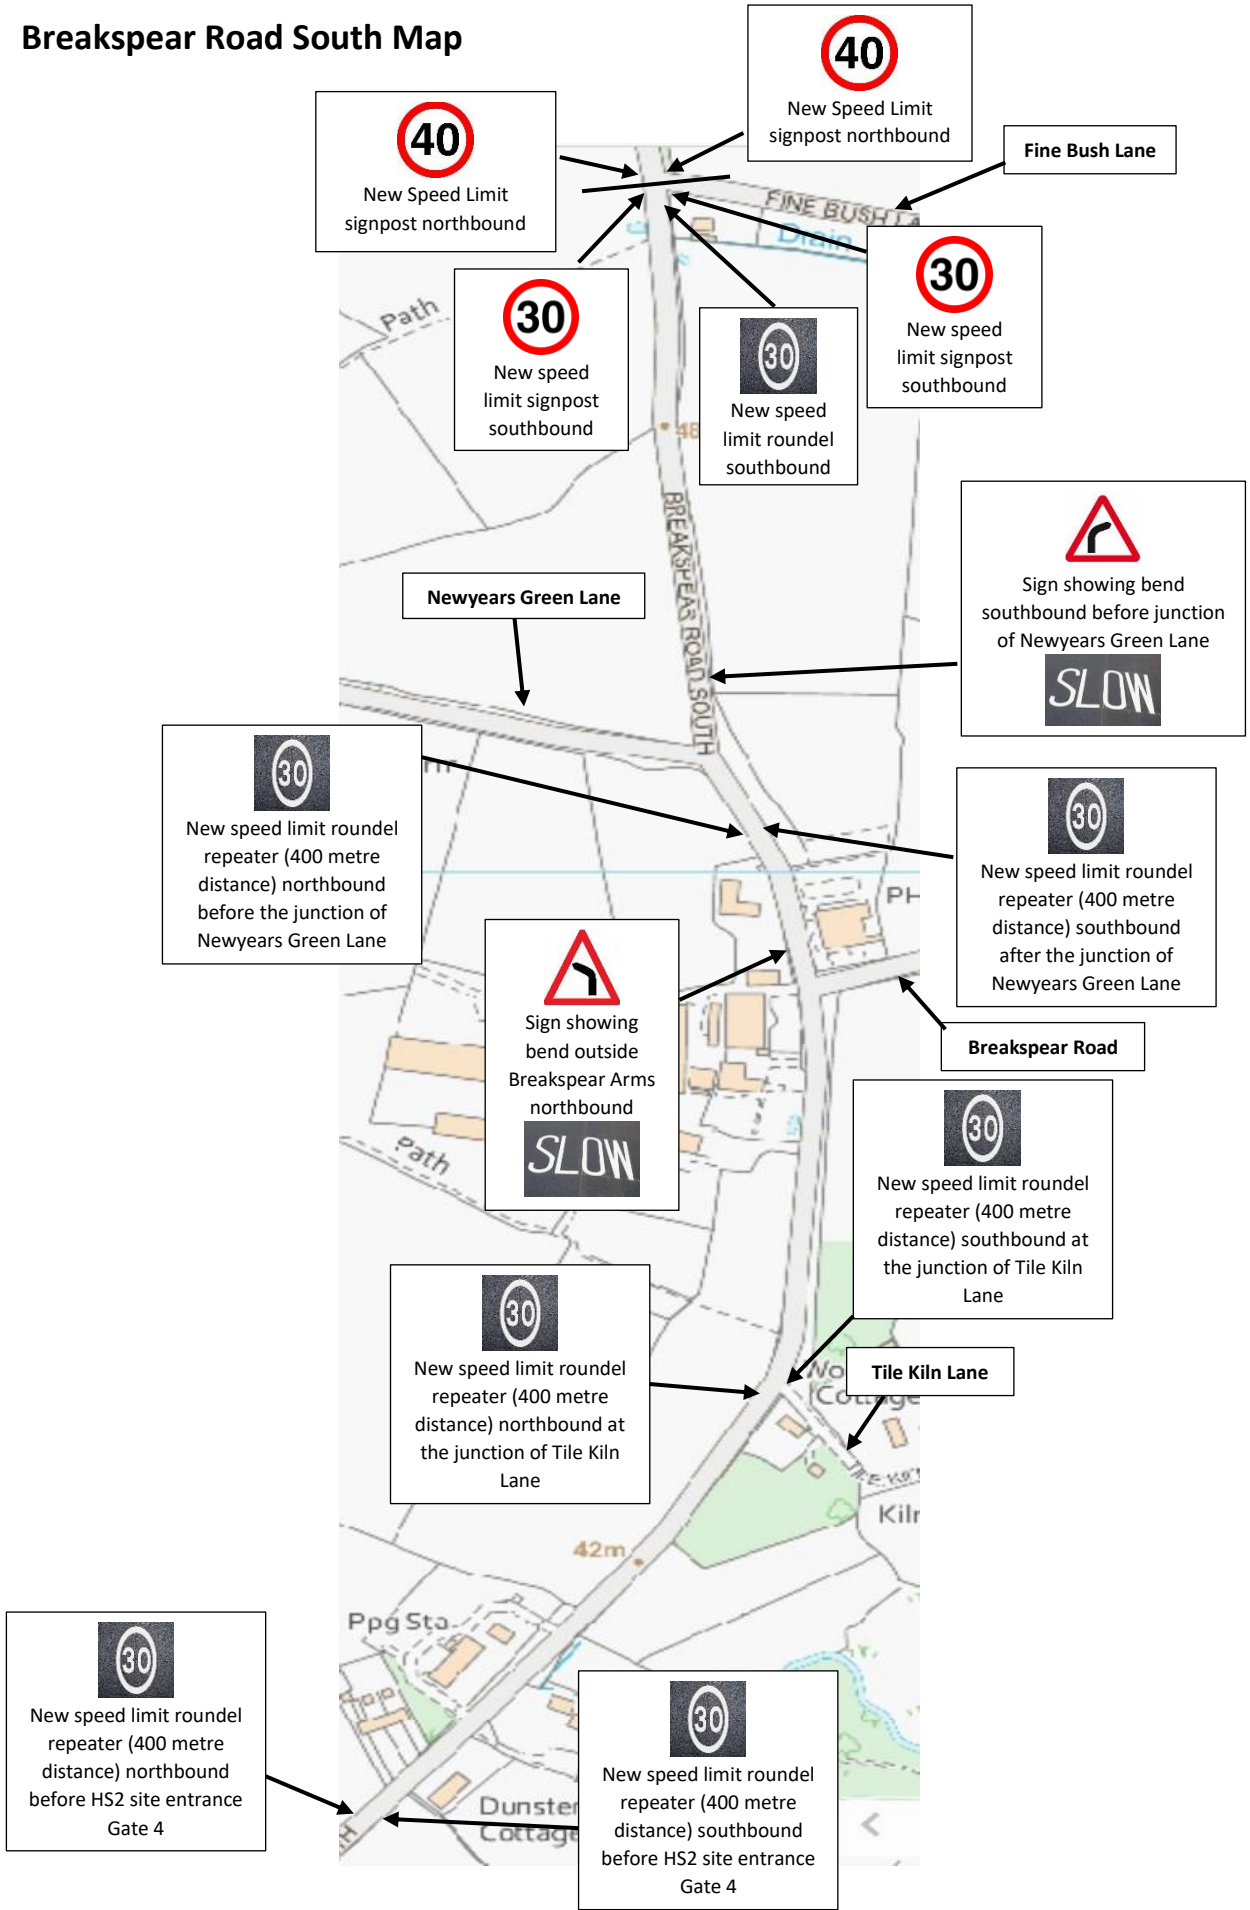 Breakspear Road South Map
40
New Speed Limit
signpost northbound
40
New Speed Limit
signpost northbound
Fine Bush Lane
FINE BUSH LA
Drain
30
New speed
limit signpost
southbound
30
New speed
limit roundel
southbound
30
New speed
limit signpost
southbound
Path
48
BREAKSPEAR ROAD SOUTH
Sign showing bend
southbound before junction
of Newyears Green Lane
SLOW
Newyears Green Lane
30
New speed limit roundel
repeater (400 metre
distance) northbound
before the junction of
Newyears Green Lane
30
New speed limit roundel
repeater (400 metre
distance) southbound
after the junction of
Newyears Green Lane
PH
Sign showing
bend outside
Breakspear Arms
northbound
SLOW
Breakspear Road
Path
30
New speed limit roundel
repeater (400 metre
distance) southbound at
the junction of Tile Kiln
Lane
30
New speed limit roundel
repeater (400 metre
distance) northbound at
the junction of Tile Kiln
Lane
Tile Kiln Lane
Cottage
Kiln
42m
Ppg Sta
30
New speed limit roundel
repeater (400 metre
distance) northbound
before HS2 site entrance
Gate 4
30
New speed limit roundel
repeater (400 metre
distance) southbound
before HS2 site entrance
Gate 4
Dunster
Cottage